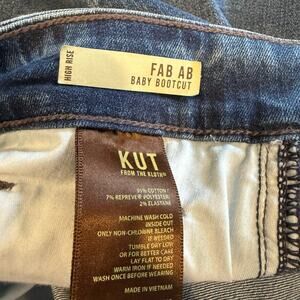 HIGH RISE
FAB AB
BABY BOOTCUT
KUT
FROM THE KLOTH®
91% COTTON /
7% REPREVE® POLYESTER /
2% ELASTANE
MACHINE WASH COLD
INSIDE OUT
ONLY NON-CHLORINE BLEACH
IF NEEDED
TUMBLE DRY LOW
OR FOR BETTER CARE
LAY FLAT TO DRY
WARM IRON IF NEEDED
WASH ONCE BEFORE WEARING
MADE IN VIETNAM